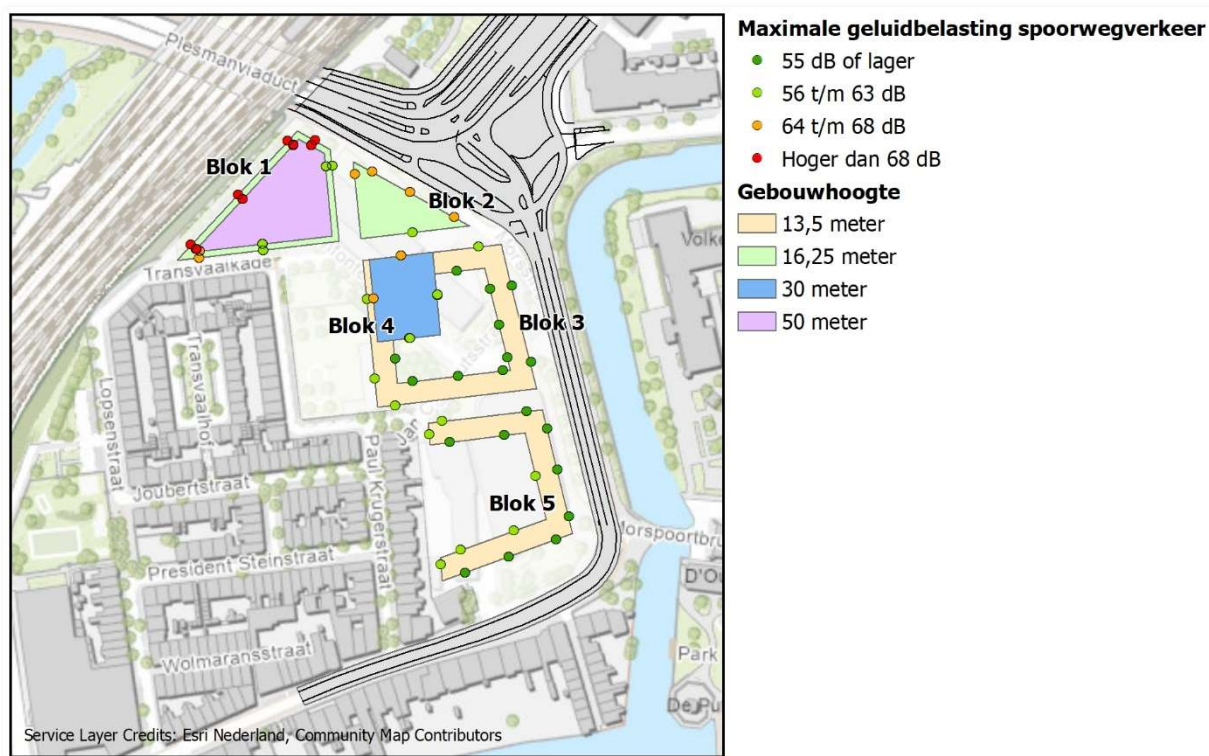 Plesmanviaduct
Blok 1
Blok 2
Transvaalkade
Blok 4
Blok 3
Volke
Lopsenstraat
Transvaalhof
Paul Krugerstraat
Joubertstraat
Blok 5
President Steinstraat
Morspoortbru
D'Ou
Wolmaransstraat
Park
De Pu
Service Layer Credits: Esri Nederland, Community Map Contributors
Maximale geluidbelasting spoorwegverkeer
55 dB of lager
56 t/m 63 dB
64 t/m 68 dB
Hoger dan 68 dB
Gebouwhoogte
13,5 meter
16,25 meter
30 meter
50 meter